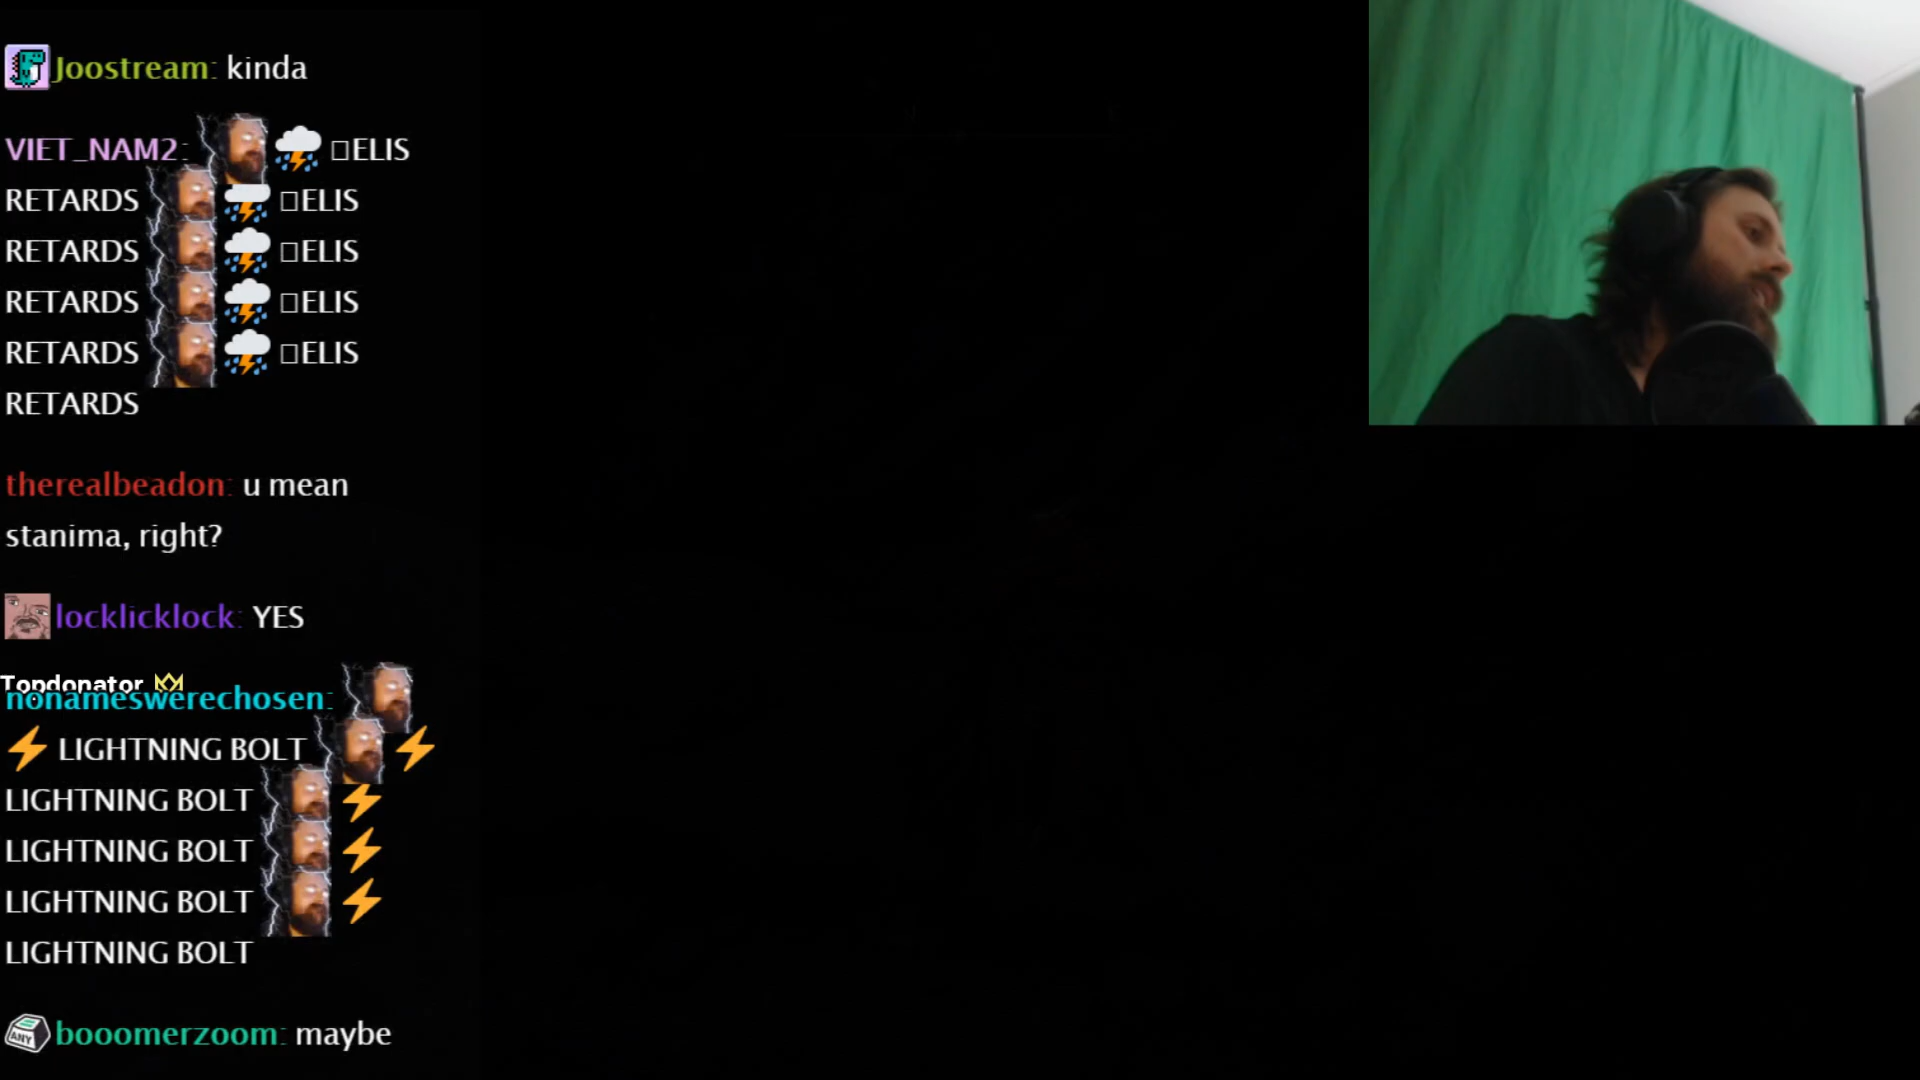 Joostream: kinda
VIET_NAM2: □ELIS
RETARDS □ELIS
RETARDS □ELIS
RETARDS □ELIS
RETARDS □ELIS
RETARDS
therealbeadon: u mean
stanima, right?
locklicklock: YES
Topdonator
nonameswerechosen:
LIGHTNING BOLT
LIGHTNING BOLT
LIGHTNING BOLT
LIGHTNING BOLT
LIGHTNING BOLT
ANY booomerzoom: maybe